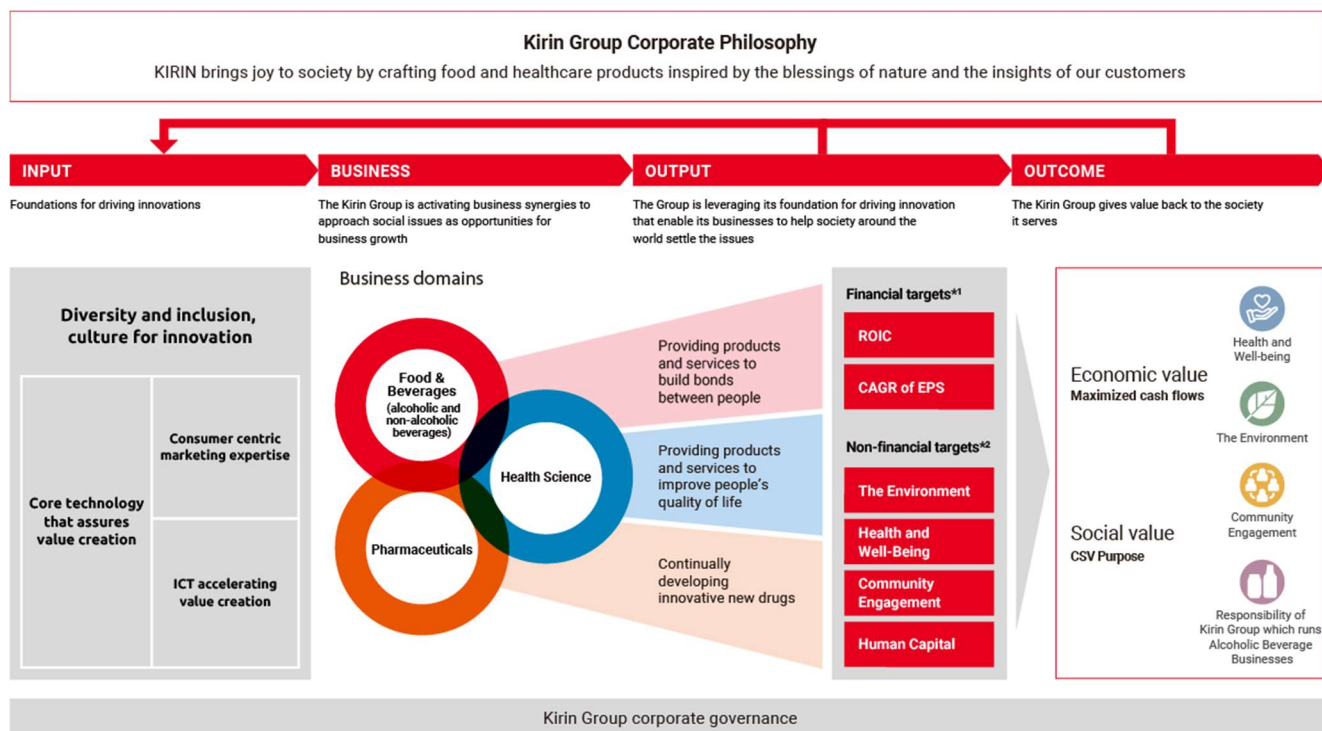 Kirin Group Corporate Philosophy
KIRIN brings joy to society by crafting food and healthcare products inspired by the blessings of nature and the insights of our customers
INPUT
BUSINESS
OUTPUT
OUTCOME
Foundations for driving innovations
The Kirin Group is activating business synergies to
approach social issues as opportunities for
business growth
The Group is leveraging its foundation for driving innovation
that enable its businesses to help society around the
world settle the issues
The Kirin Group gives value back to the society
it serves
Diversity and inclusion,
culture for innovation
Core technology
that assures
value creation
Consumer centric
marketing expertise
ICT accelerating
value creation
Business domains
Food &
Beverages
(alcoholic and
non-alcoholic
beverages)
Health Science
Pharmaceuticals
Providing products
and services to
build bonds
between people
Providing products
and services to
improve people's
quality of life
Continually
developing
innovative new drugs
Financial targets*1
ROIC
CAGR of EPS
Non-financial targets*2
The Environment
Health and
Well-Being
Community
Engagement
Human Capital
Economic value
Maximized cash flows
Social value
CSV Purpose
Health and
Well-being
The Environment
Community
Engagement
Responsibility of
Kirin Group which runs
Alcoholic Beverage
Businesses
Kirin Group corporate governance